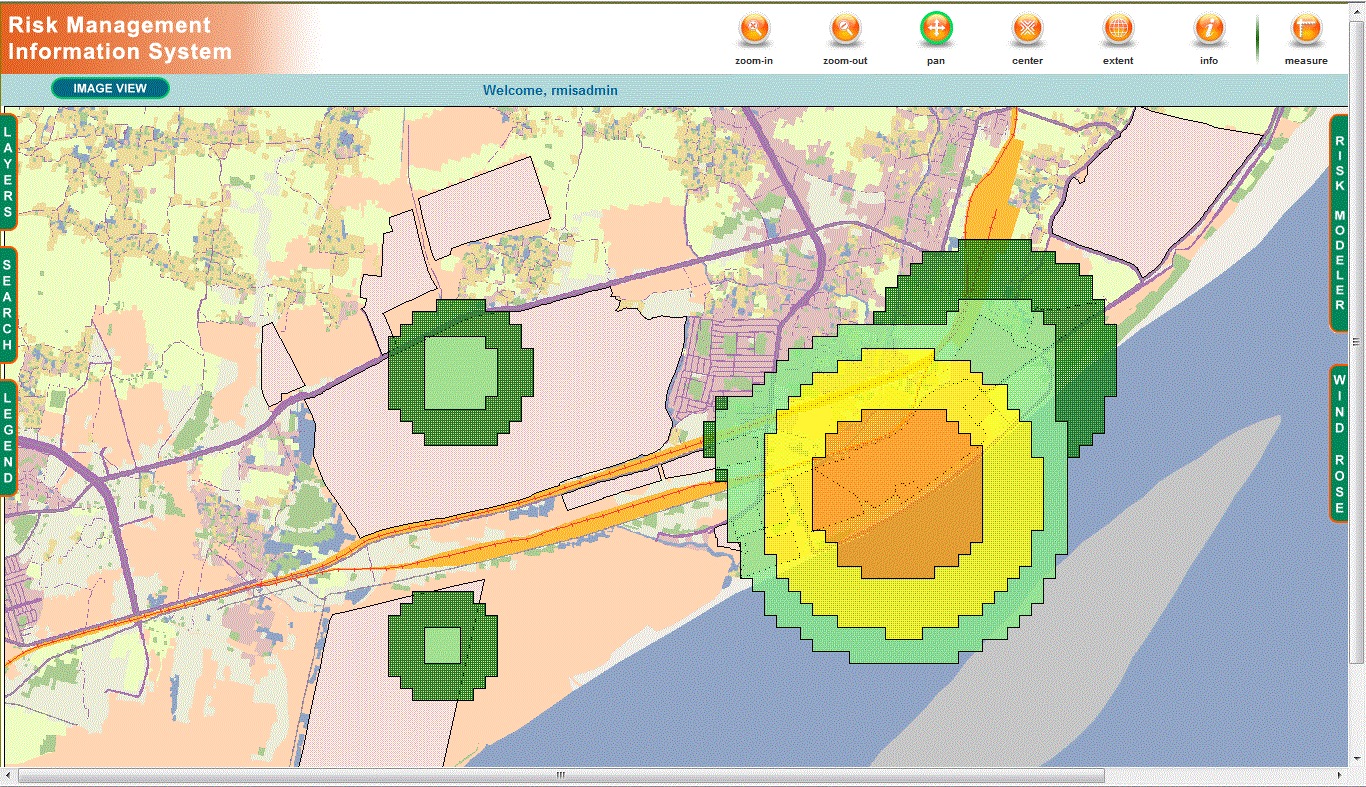 Risk Management
Information System
zoom-in
zoom-out
pan
center
extent
info
measure
IMAGE VIEW
Welcome, rmisadmin
LAYERS
SEARCH
LEGEND
RISK MODELER
WIND ROSE